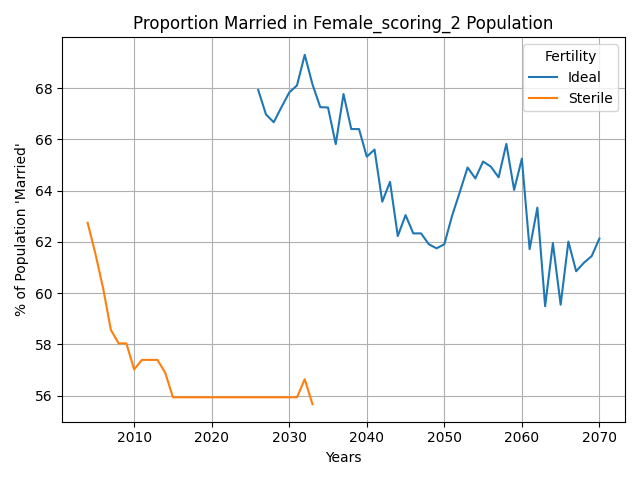 Proportion Married in Female_scoring_2 Population
Fertility
Ideal
Sterile
% of Population 'Married'
68
66
64
62
60
58
56
2010
2020
2030
2040
2050
2060
2070
Years